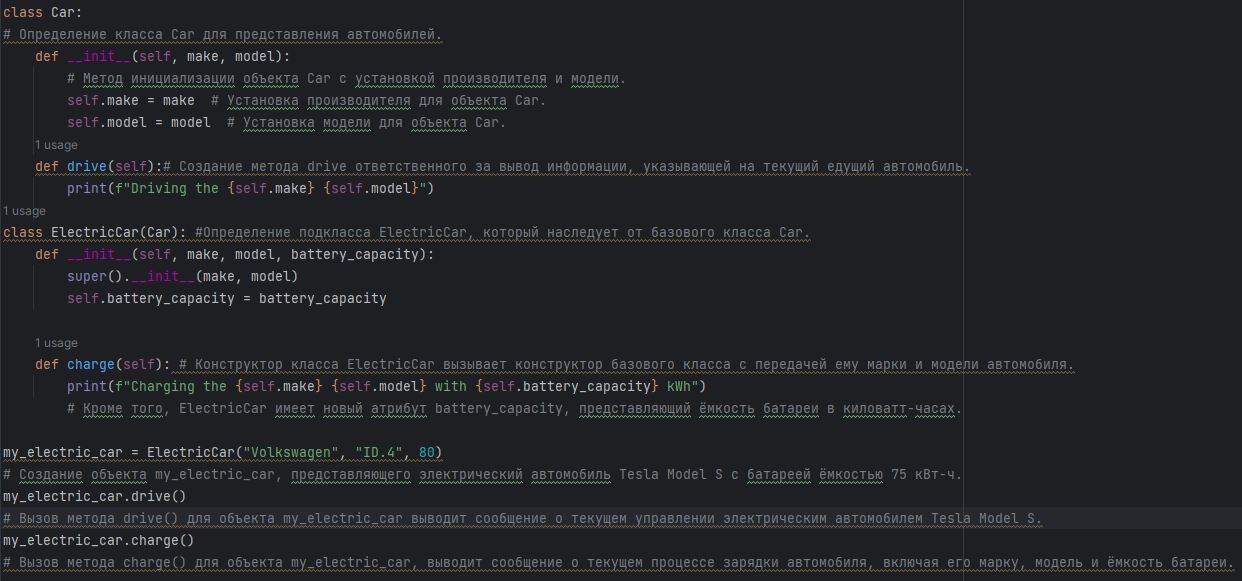 class Car:
# Определение класса Car для представления автомобилей.
    def __init__(self, make, model):
        # Метод инициализации объекта Car с установкой производителя и модели.
        self.make = make  # Установка производителя для объекта Car.
        self.model = model  # Установка модели для объекта Car.
    1 usage
    def drive(self):# Создание метода drive ответственного за вывод информации, указывающей на текущий едущий автомобиль.
        print(f"Driving the {self.make} {self.model}")
1 usage
class ElectricCar(Car): #Определение подкласса ElectricCar, который наследует от базового класса Car.
    def __init__(self, make, model, battery_capacity):
        super().__init__(make, model)
        self.battery_capacity = battery_capacity
    1 usage
    def charge(self): # Конструктор класса ElectricCar вызывает конструктор базового класса с передачей ему марки и модели автомобиля.
        print(f"Charging the {self.make} {self.model} with {self.battery_capacity} kWh")
        # Кроме того, ElectricCar имеет новый атрибут battery_capacity, представляющий ёмкость батареи в киловатт-часах.
my_electric_car = ElectricCar("Volkswagen", "ID.4", 80)
# Создание объекта my_electric_car, представляющего электрический автомобиль Tesla Model S с батареей ёмкостью 75 кВт-ч.
my_electric_car.drive()
# Вызов метода drive() для объекта my_electric_car выводит сообщение о текущем управлении электрическим автомобилем Tesla Model S.
my_electric_car.charge()
# Вызов метода charge() для объекта my_electric_car, выводит сообщение о текущем процессе зарядки автомобиля, включая его марку, модель и ёмкость батареи.